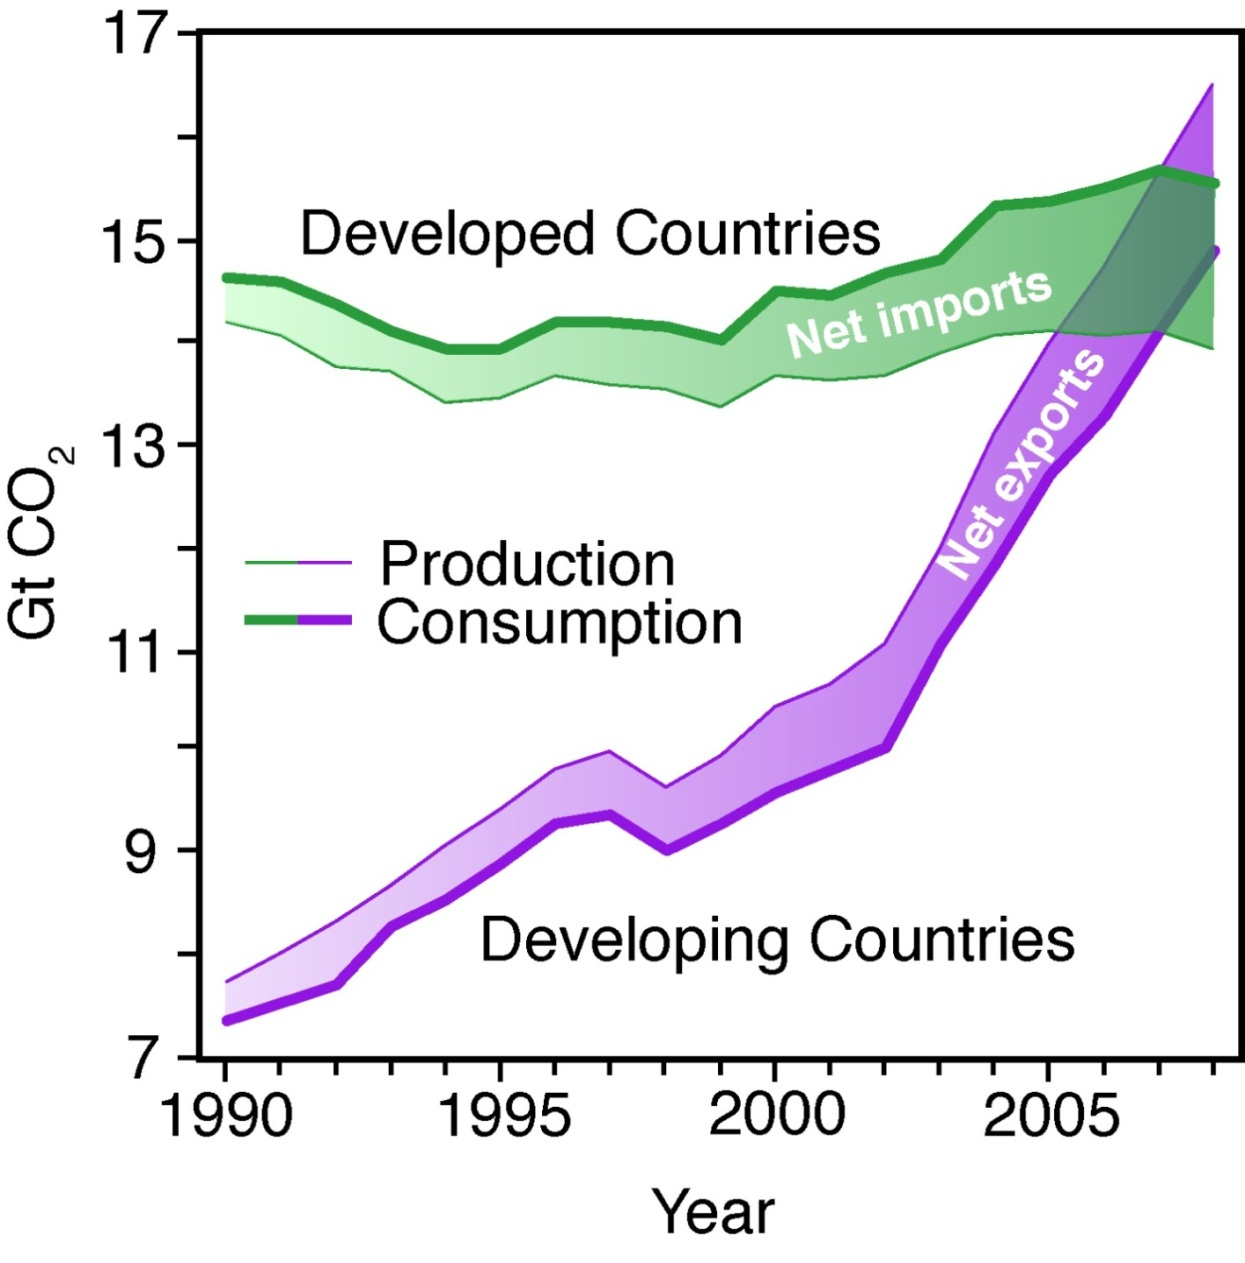 17
15
13
11
9
7
Gt CO₂
Developed Countries
Net imports
Net exports
Production
Consumption
Developing Countries
1990 1995 2000 2005
Year